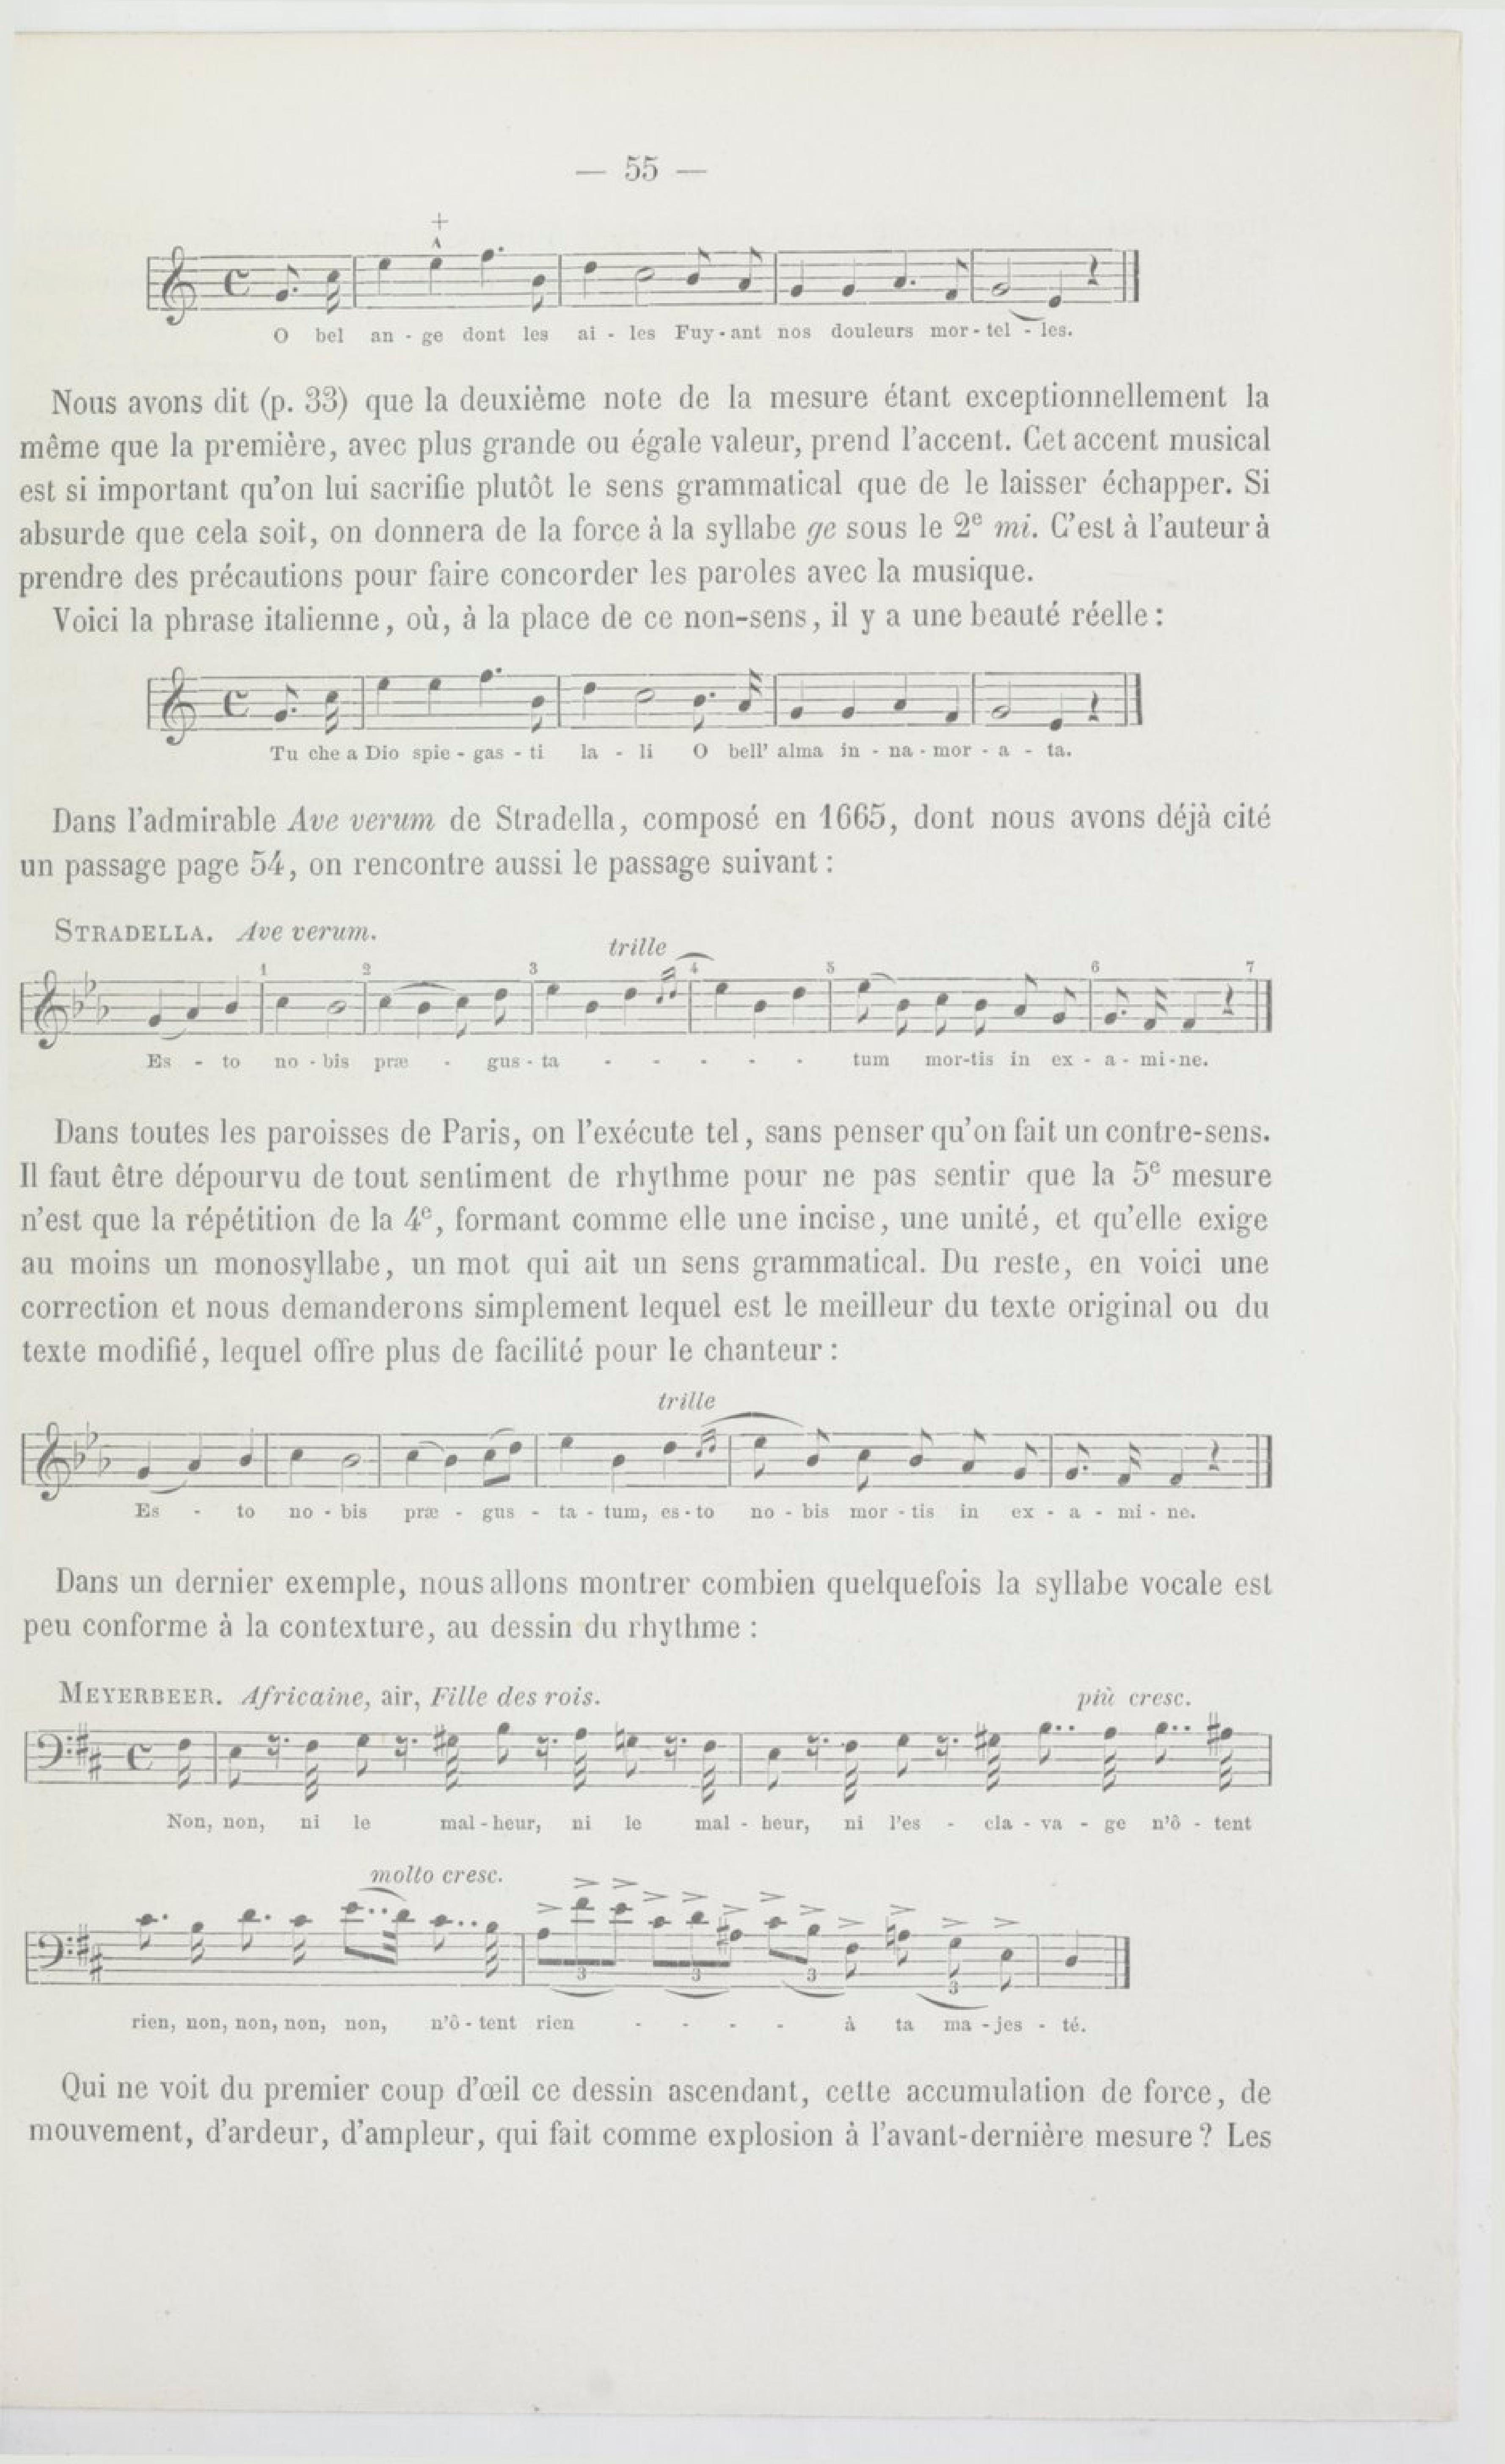 — 55 —
+
O bel an - ge dont les ai - les Fuy - ant nos douleurs mor - tel - les.
Nous avons dit (p. 33) que la deuxième note de la mesure étant exceptionnellement la
même que la première, avec plus grande ou égale valeur, prend l'accent. Cet accent musical
est si important qu'on lui sacrifie plutôt le sens grammatical que de le laisser échapper. Si
absurde que cela soit, on donnera de la force à la syllabe ge sous le 2e mi. C'est à l'auteur à
prendre des précautions pour faire concorder les paroles avec la musique.
Voici la phrase italienne, où, à la place de ce non-sens, il y a une beauté réelle :
Tu che a Dio spie - gas - ti la - li O bell' alma in - na - mor - a - ta.
Dans l'admirable Ave verum de Stradella, composé en 1665, dont nous avons déjà cité
un passage page 54, on rencontre aussi le passage suivant :
STRADELLA. Ave verum.
trille
1 2 3 4 5 6 7
Es - to no - bis præ - gus - ta - - - - - tum mor-tis in ex - a - mi - ne.
Dans toutes les paroisses de Paris, on l'exécute tel, sans penser qu'on fait un contre-sens.
Il faut être dépourvu de tout sentiment de rhythme pour ne pas sentir que la 5e mesure
n'est que la répétition de la 4e, formant comme elle une incise, une unité, et qu'elle exige
au moins un monosyllabe, un mot qui ait un sens grammatical. Du reste, en voici une
correction et nous demanderons simplement lequel est le meilleur du texte original ou du
texte modifié, lequel offre plus de facilité pour le chanteur :
trille
Es - to no - bis præ - gus - ta - tum, es - to no - bis mor - tis in ex - a - mi - ne.
Dans un dernier exemple, nous allons montrer combien quelquefois la syllabe vocale est
peu conforme à la contexture, au dessin du rhythme :
MEYERBEER. Africaine, air, Fille des rois. più cresc.
Non, non, ni le mal - heur, ni le mal - heur, ni l'es - cla - va - ge n'ô - tent
molto cresc.
3 3 3 3
rien, non, non, non, non, n'ô - tent rien - - - - à ta ma - jes - té.
Qui ne voit du premier coup d'œil ce dessin ascendant, cette accumulation de force, de
mouvement, d'ardeur, d'ampleur, qui fait comme explosion à l'avant-dernière mesure ? Les